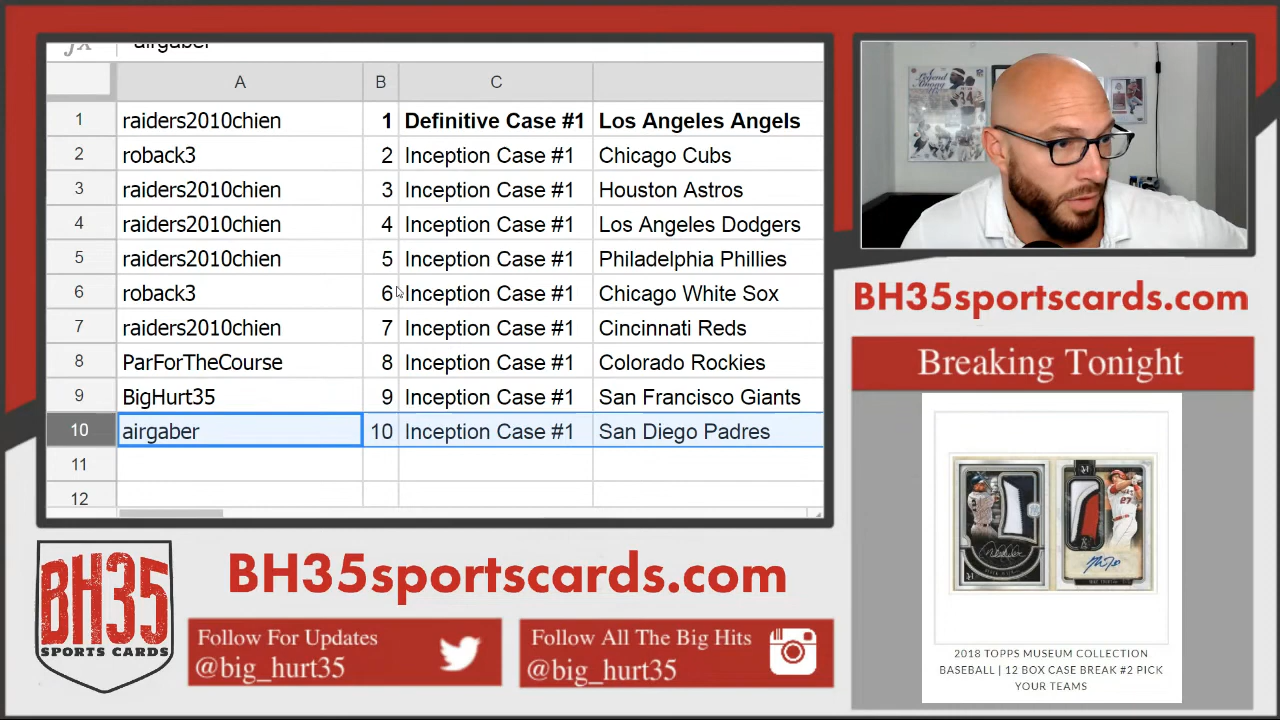 fx airgaber
A B C
1 raiders2010chien 1 Definitive Case #1 Los Angeles Angels
2 roback3 2 Inception Case #1 Chicago Cubs
3 raiders2010chien 3 Inception Case #1 Houston Astros
4 raiders2010chien 4 Inception Case #1 Los Angeles Dodgers
5 raiders2010chien 5 Inception Case #1 Philadelphia Phillies
6 roback3 6 Inception Case #1 Chicago White Sox
7 raiders2010chien 7 Inception Case #1 Cincinnati Reds
8 ParForTheCourse 8 Inception Case #1 Colorado Rockies
9 BigHurt35 9 Inception Case #1 San Francisco Giants
10 airgaber 10 Inception Case #1 San Diego Padres
11
12
Legend
34
BH35sportscards.com
Breaking Tonight
27
2018 TOPPS MUSEUM COLLECTION
BASEBALL | 12 BOX CASE BREAK #2 PICK
YOUR TEAMS
BH35
SPORTS CARDS
BH35sportscards.com
Follow For Updates
@big_hurt35
Follow All The Big Hits
@big_hurt35